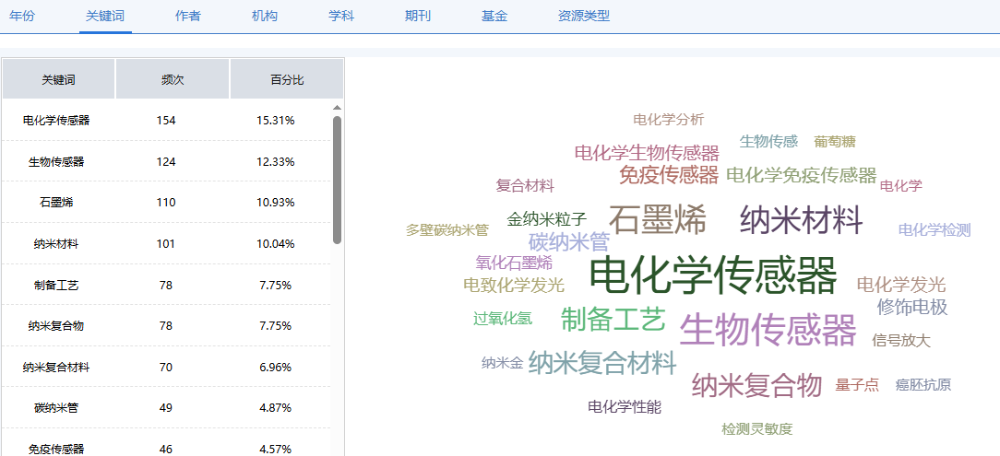 年份 关键词 作者 机构 学科 期刊 基金 资源类型
关键词 频次 百分比
电化学传感器 154 15.31%
生物传感器 124 12.33%
石墨烯 110 10.93%
纳米材料 101 10.04%
制备工艺 78 7.75%
纳米复合物 78 7.75%
纳米复合材料 70 6.96%
碳纳米管 49 4.87%
免疫传感器 46 4.57%
电化学分析
生物传感 葡萄糖
电化学生物传感器
免疫传感器 电化学免疫传感器
复合材料 电化学
金纳米粒子 石墨烯 纳米材料
多壁碳纳米管 碳纳米管 电化学检测
氧化石墨烯 电化学传感器
电致化学发光 电化学发光
过氧化氢 制备工艺 修饰电极
生物传感器 信号放大
纳米金 纳米复合材料
纳米复合物 量子点 癌胚抗原
电化学性能
检测灵敏度